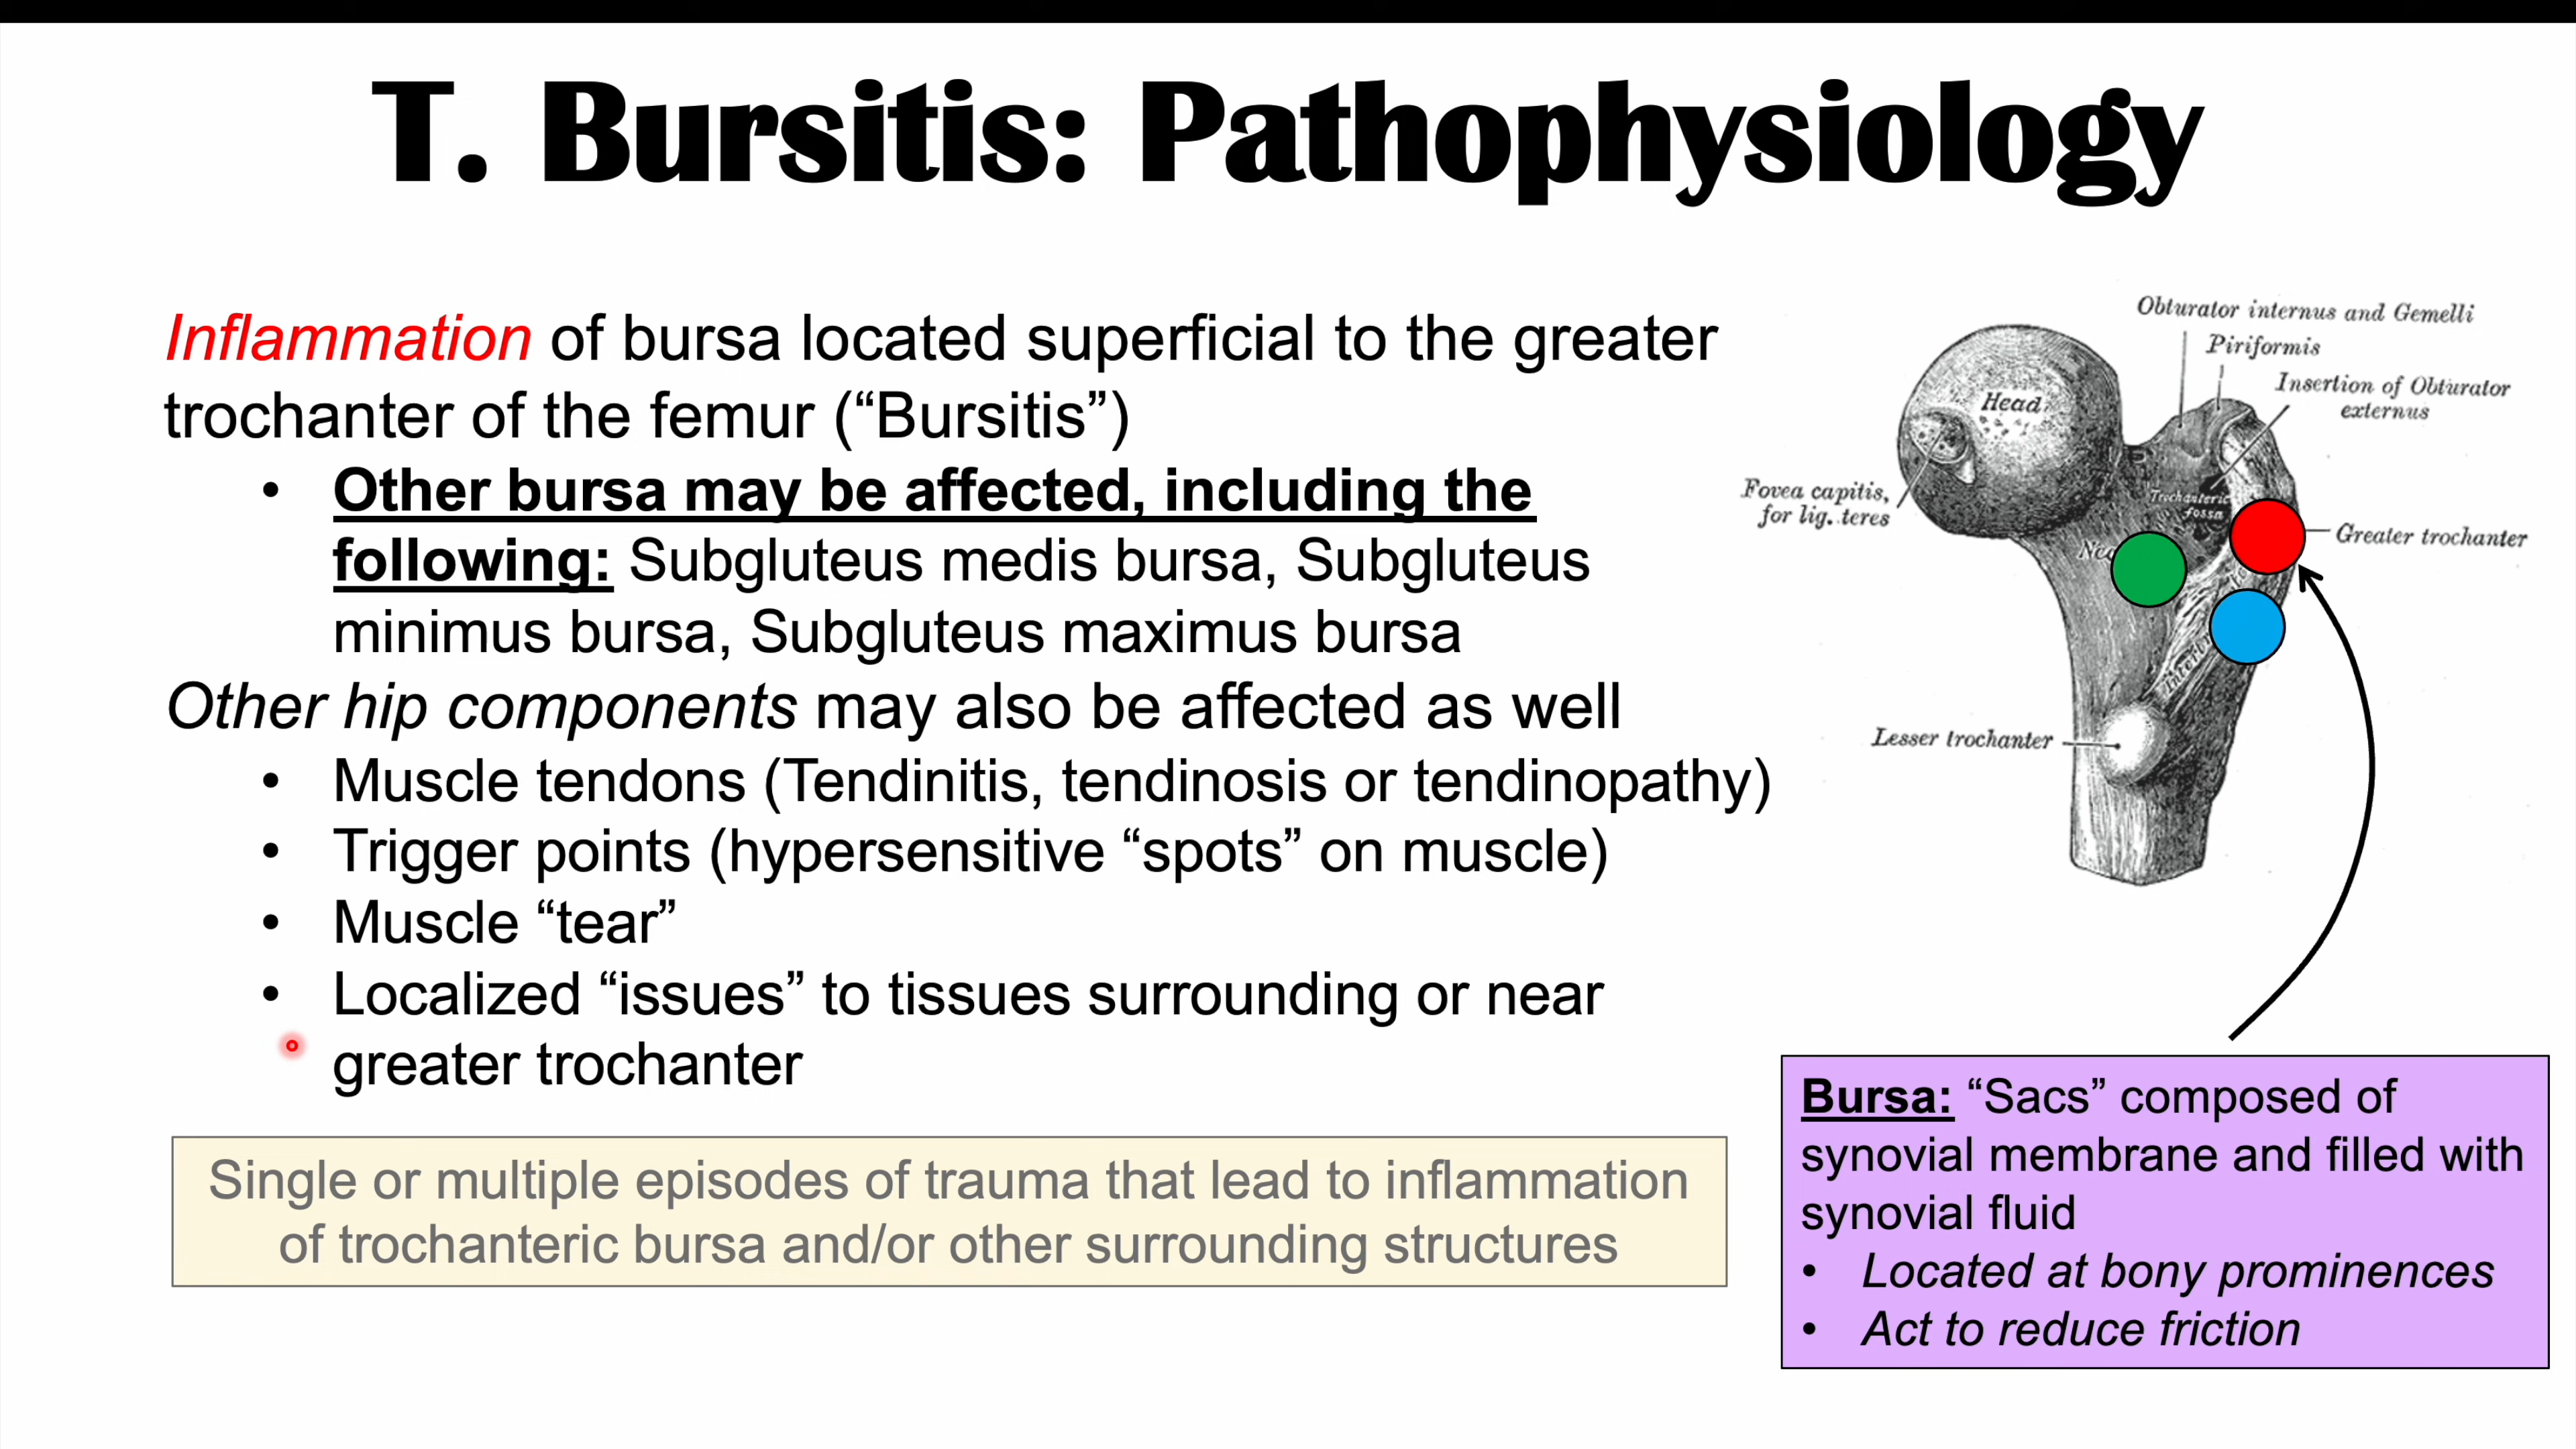 T. Bursitis: Pathophysiology
Inflammation of bursa located superficial to the greater
trochanter of the femur (“Bursitis”)
• Other bursa may be affected, including the
following: Subgluteus medis bursa, Subgluteus
minimus bursa, Subgluteus maximus bursa
Other hip components may also be affected as well
• Muscle tendons (Tendinitis, tendinosis or tendinopathy)
• Trigger points (hypersensitive “spots” on muscle)
• Muscle “tear”
• Localized “issues” to tissues surrounding or near
greater trochanter
Single or multiple episodes of trauma that lead to inflammation
of trochanteric bursa and/or other surrounding structures
Obturator internus and Gemelli
Piriformis
Insertion of Obturator
externus
Head
Fovea capitis,
for lig. teres
Trochanteric
fossa
Greater trochanter
Lesser trochanter
Bursa: “Sacs” composed of
synovial membrane and filled with
synovial fluid
• Located at bony prominences
• Act to reduce friction